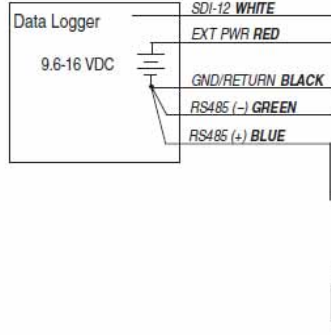 SDI-12 WHITE
Data Logger
EXT PWR RED
9.6-16 VDC
GND/RETURN BLACK
RS485 (–) GREEN
RS485 (+) BLUE